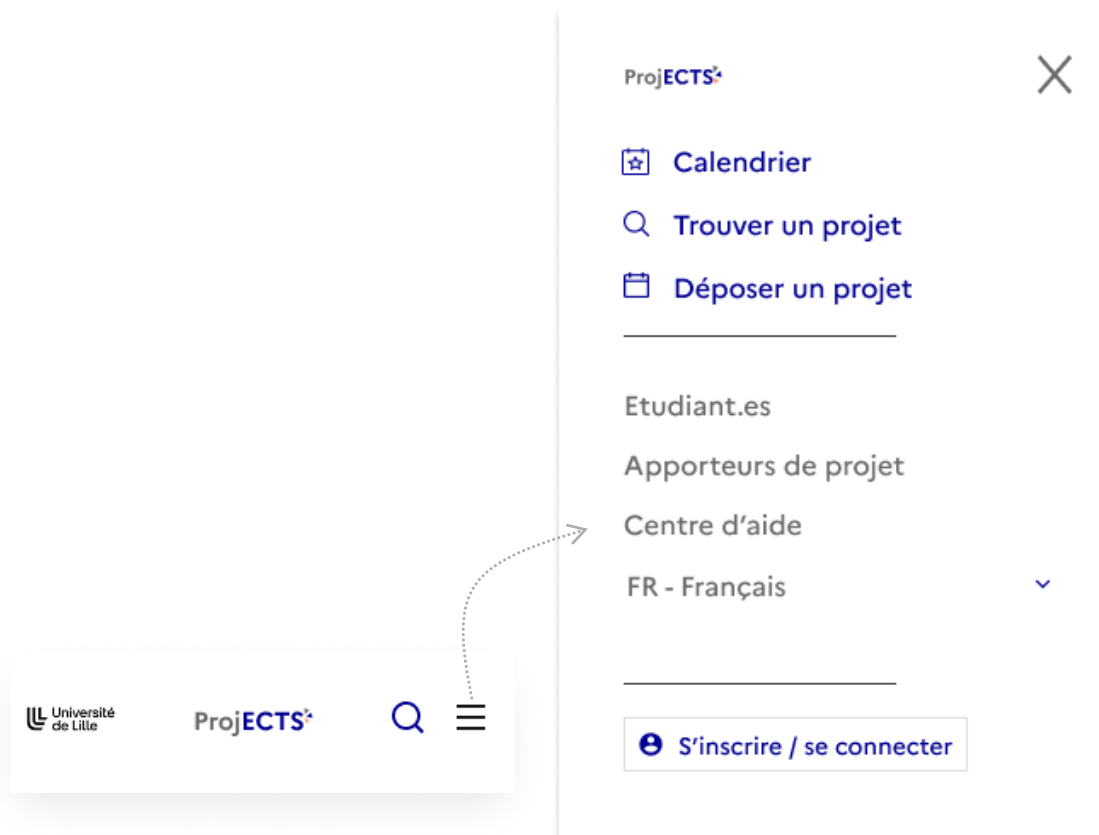 ProjECTS
Calendrier
Trouver un projet
Déposer un projet
Etudiant.es
Apporteurs de projet
Centre d’aide
FR - Français
S’inscrire / se connecter
Université
de Lille
ProjECTS